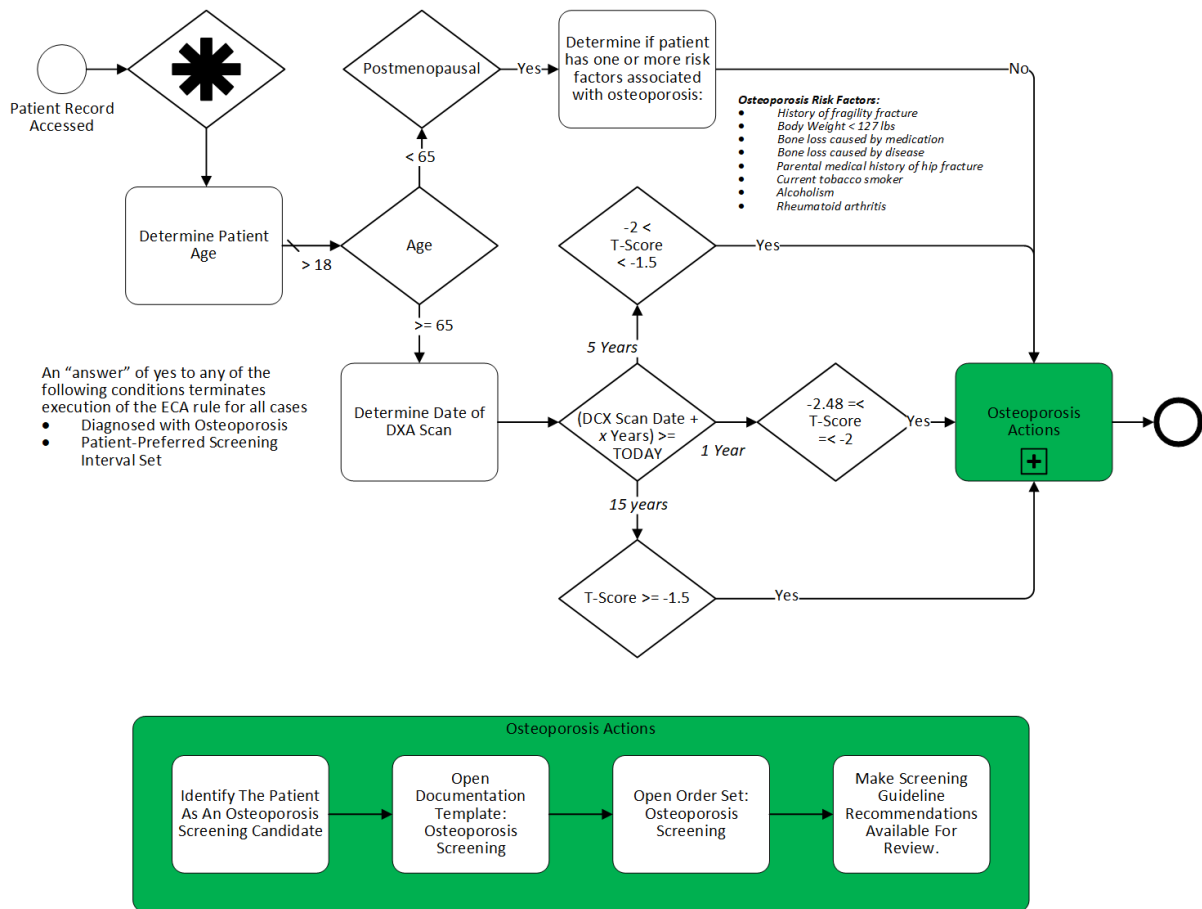 Patient Record
Accessed
Postmenopausal
Yes
Determine if patient
has one or more risk
factors associated
with osteoporosis:
No
Osteoporosis Risk Factors:
• History of fragility fracture
• Body Weight < 127 lbs
• Bone loss caused by medication
• Bone loss caused by disease
• Parental medical history of hip fracture
• Current tobacco smoker
• Alcoholism
• Rheumatoid arthritis
< 65
Determine Patient
Age
> 18
Age
-2 <
T-Score
< -1.5
Yes
>= 65
5 Years
An “answer” of yes to any of the
following conditions terminates
execution of the ECA rule for all cases
• Diagnosed with Osteoporosis
• Patient-Preferred Screening
Interval Set
Determine Date of
DXA Scan
(DCX Scan Date +
x Years) >=
TODAY
1 Year
-2.48 =<
T-Score
=< -2
Yes
Osteoporosis
Actions
15 years
T-Score >= -1.5
Yes
Osteoporosis Actions
Identify The Patient
As An Osteoporosis
Screening Candidate
Open
Documentation
Template:
Osteoporosis
Screening
Open Order Set:
Osteoporosis
Screening
Make Screening
Guideline
Recommendations
Available For
Review.